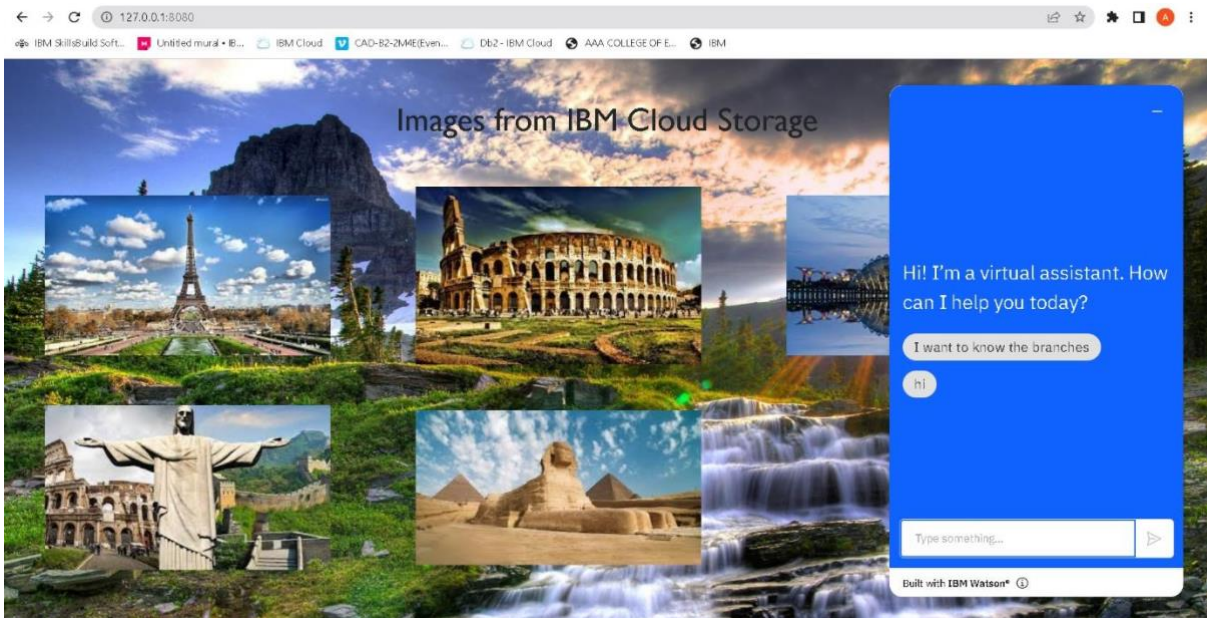 127.0.0.1:8080
A
IBM SkillsBuild Soft... Untitled mural • IB... IBM Cloud CAD-B2-2M4E(Even... Db2 - IBM Cloud AAA COLLEGE OF E... IBM
Images from IBM Cloud Storage
Hi! I'm a virtual assistant. How
can I help you today?
I want to know the branches
hi
Type something...
Built with IBM Watson®